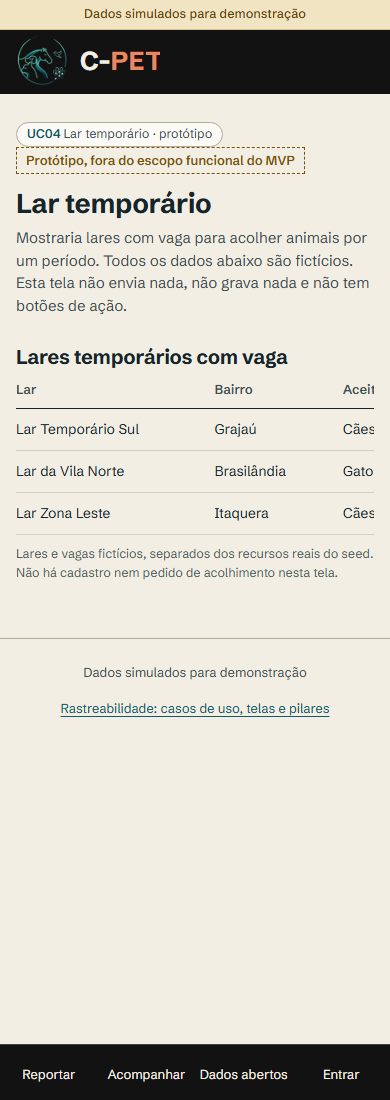 Dados simulados para demonstração
C-PET
UC04 Lar temporário · protótipo
Protótipo, fora do escopo funcional do MVP
Lar temporário
Mostraria lares com vaga para acolher animais por
um período. Todos os dados abaixo são fictícios.
Esta tela não envia nada, não grava nada e não tem
botões de ação.
Lares temporários com vaga
Lar Bairro Aceit
Lar Temporário Sul Grajaú Cães
Lar da Vila Norte Brasilândia Gato
Lar Zona Leste Itaquera Cães
Lares e vagas fictícios, separados dos recursos reais do seed.
Não há cadastro nem pedido de acolhimento nesta tela.
Dados simulados para demonstração
Rastreabilidade: casos de uso, telas e pilares
Reportar Acompanhar Dados abertos Entrar